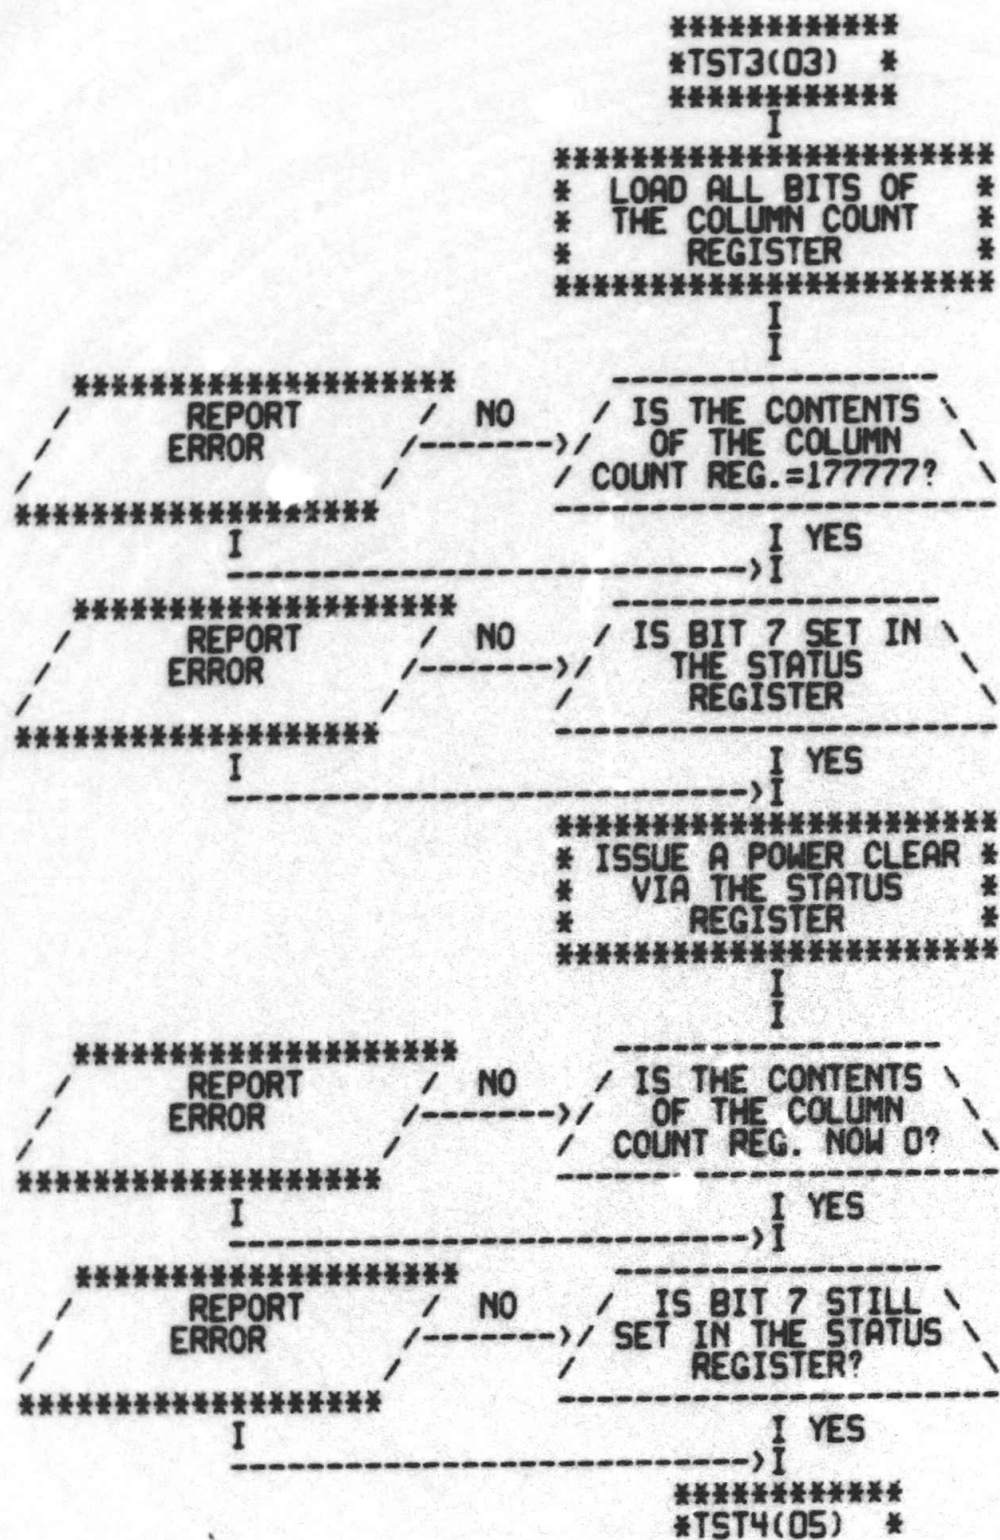 ************
*TST3(03)  *
************
I
***********************
*  LOAD ALL BITS OF   *
*  THE COLUMN COUNT   *
*      REGISTER       *
***********************
I
I
********************     -----------------
/      REPORT      /  NO   / IS THE CONTENTS \
/     ERROR       /------->/   OF THE COLUMN   \
/                 /       / COUNT REG.=177777? \
*******************     -----------------------
I     I YES
--------------------------->I
********************     -----------------
/      REPORT      /  NO   / IS BIT 7 SET IN \
/     ERROR       /------->/    THE STATUS     \
/                 /       /      REGISTER       \
*******************     -----------------------
I     I YES
--------------------------->I
***********************
* ISSUE A POWER CLEAR *
*   VIA THE STATUS    *
*      REGISTER       *
***********************
I
I
********************     -----------------
/      REPORT      /  NO   / IS THE CONTENTS \
/     ERROR       /------->/   OF THE COLUMN   \
/                 /       /  COUNT REG. NOW 0?  \
*******************     -----------------------
I     I YES
--------------------------->I
********************     -----------------
/      REPORT      /  NO   /  IS BIT 7 STILL \
/     ERROR       /------->/ SET IN THE STATUS \
/                 /       /      REGISTER?      \
*******************     -----------------------
I     I YES
--------------------------->I
************
*TST4(05)  *